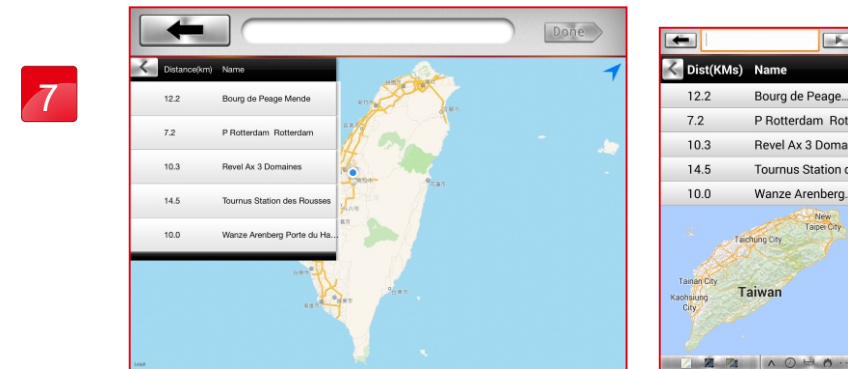 7
Done
Distance(km) Name
12.2 Bourg de Peage Mende
7.2 P Rotterdam Rotterdam
10.3 Revel Ax 3 Domaines
14.5 Tournus Station des Rousses
10.0 Wanze Arenberg Porte du Ha...
Dist(KMs) Name
12.2 Bourg de Peage...
7.2 P Rotterdam Rot
10.3 Revel Ax 3 Domai
14.5 Tournus Station d
10.0 Wanze Arenberg.
New
Taipei City
Taichung City
Tainan City
Kaohsiung
City
Taiwan